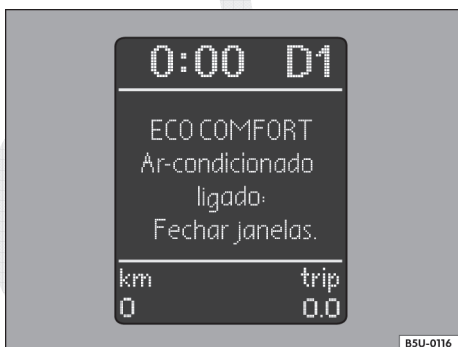 0:00 D1
ECO COMFORT
Ar-condicionado
ligado:
Fechar janelas.
km trip
0 0.0
B5U-0116